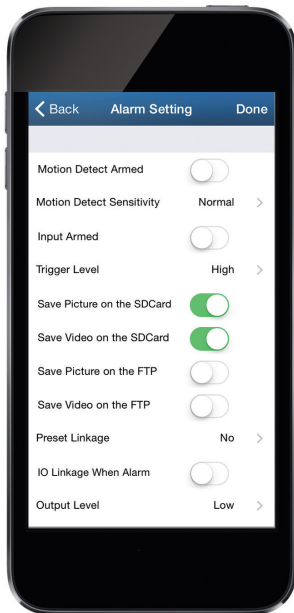 Back Alarm Setting Done
Motion Detect Armed
Motion Detect Sensitivity Normal
Input Armed
Trigger Level High
Save Picture on the SDCard
Save Video on the SDCard
Save Picture on the FTP
Save Video on the FTP
Preset Linkage No
IO Linkage When Alarm
Output Level Low